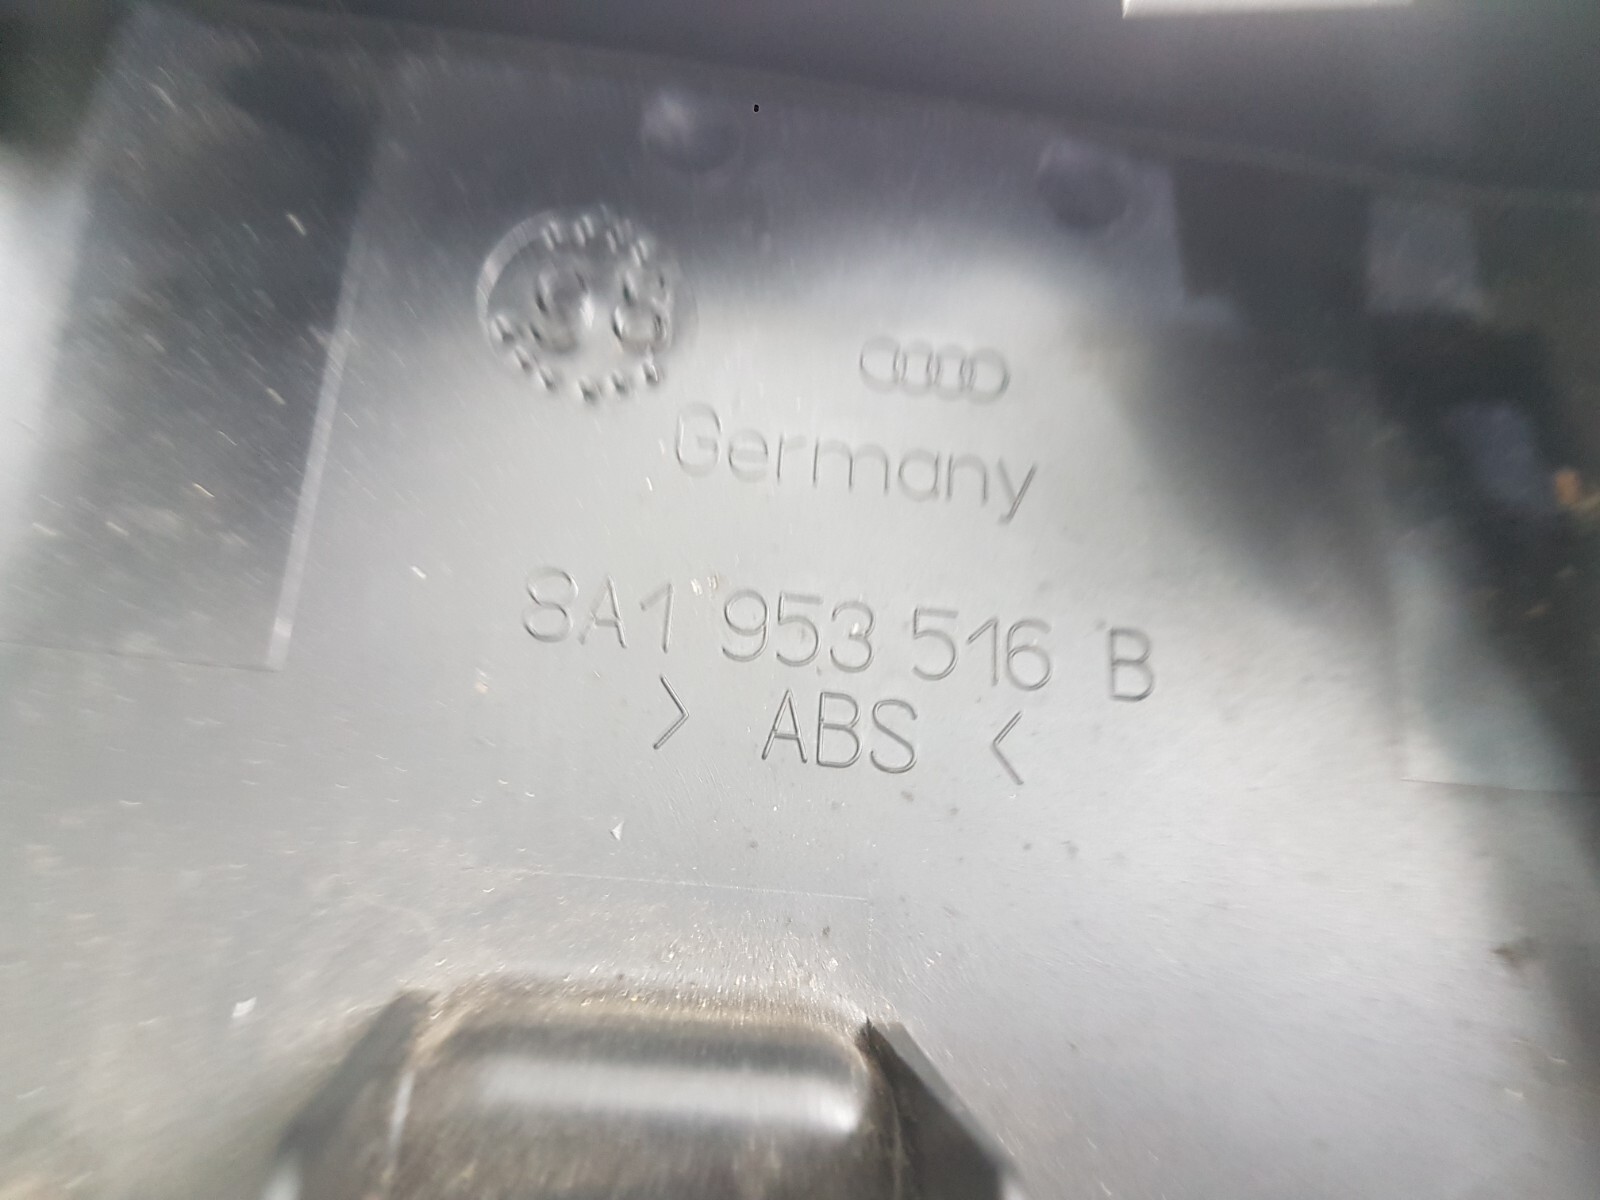 Germany
8A1 953 516 B
> ABS <